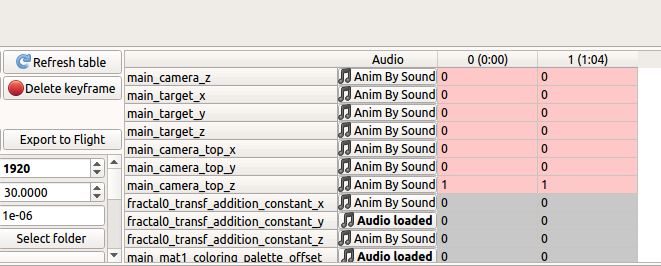 Audio 0 (0:00) 1 (1:04)
Refresh table
Delete keyframe
Export to Flight
1920
30.0000
1e-06
Select folder
main_camera_z Anim By Sound 0 0
main_target_x Anim By Sound 0 0
main_target_y Anim By Sound 0 0
main_target_z Anim By Sound 0 0
main_camera_top_x Anim By Sound 0 0
main_camera_top_y Anim By Sound 0 0
main_camera_top_z Anim By Sound 1 1
fractal0_transf_addition_constant_x Anim By Sound 0 0
fractal0_transf_addition_constant_y Audio loaded 0 0
fractal0_transf_addition_constant_z Anim By Sound 0 0
main_mat1_coloring_palette_offset Audio loaded 0 0